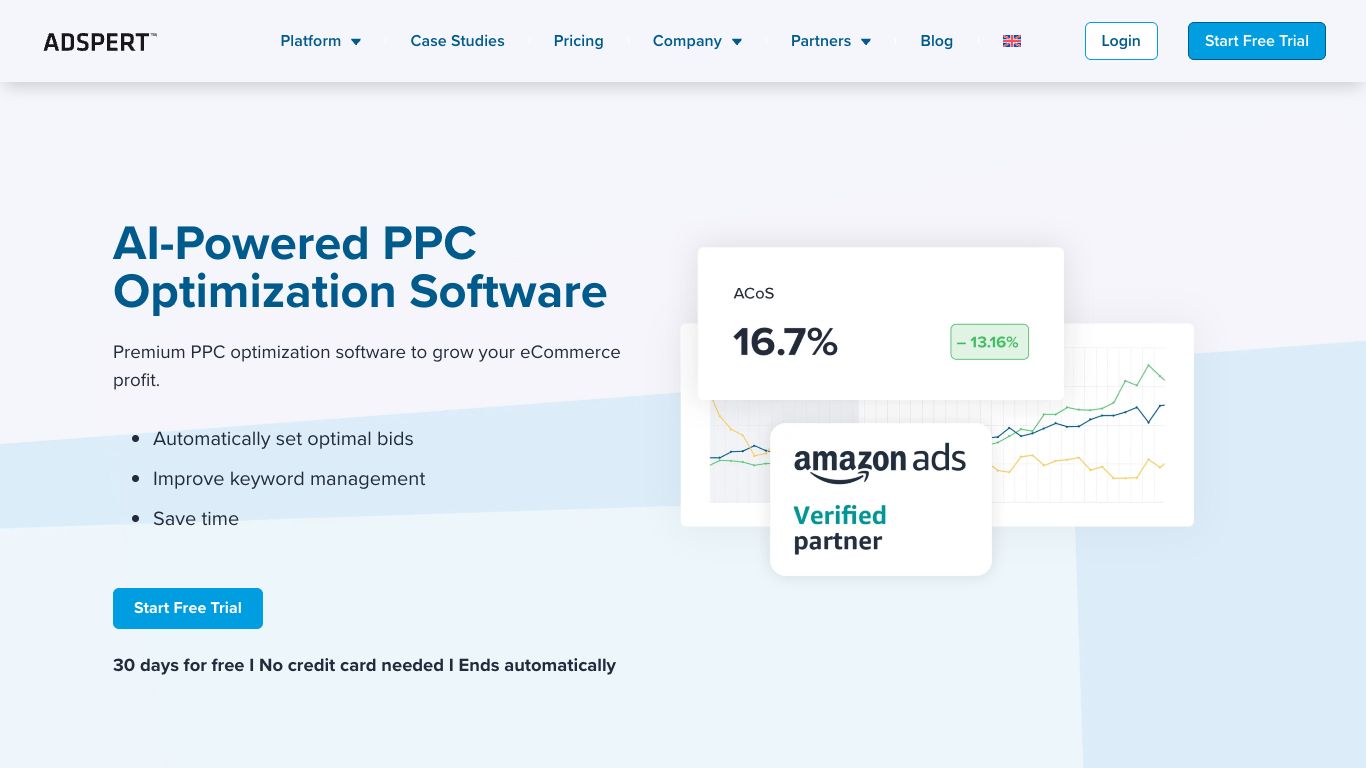 ADSPERT™
Platform
Case Studies
Pricing
Company
Partners
Blog
Login
Start Free Trial
AI-Powered PPC
Optimization Software
Premium PPC optimization software to grow your eCommerce
profit.
Automatically set optimal bids
Improve keyword management
Save time
Start Free Trial
30 days for free I No credit card needed I Ends automatically
ACoS
16.7%
– 13.16%
amazon ads
Verified
partner